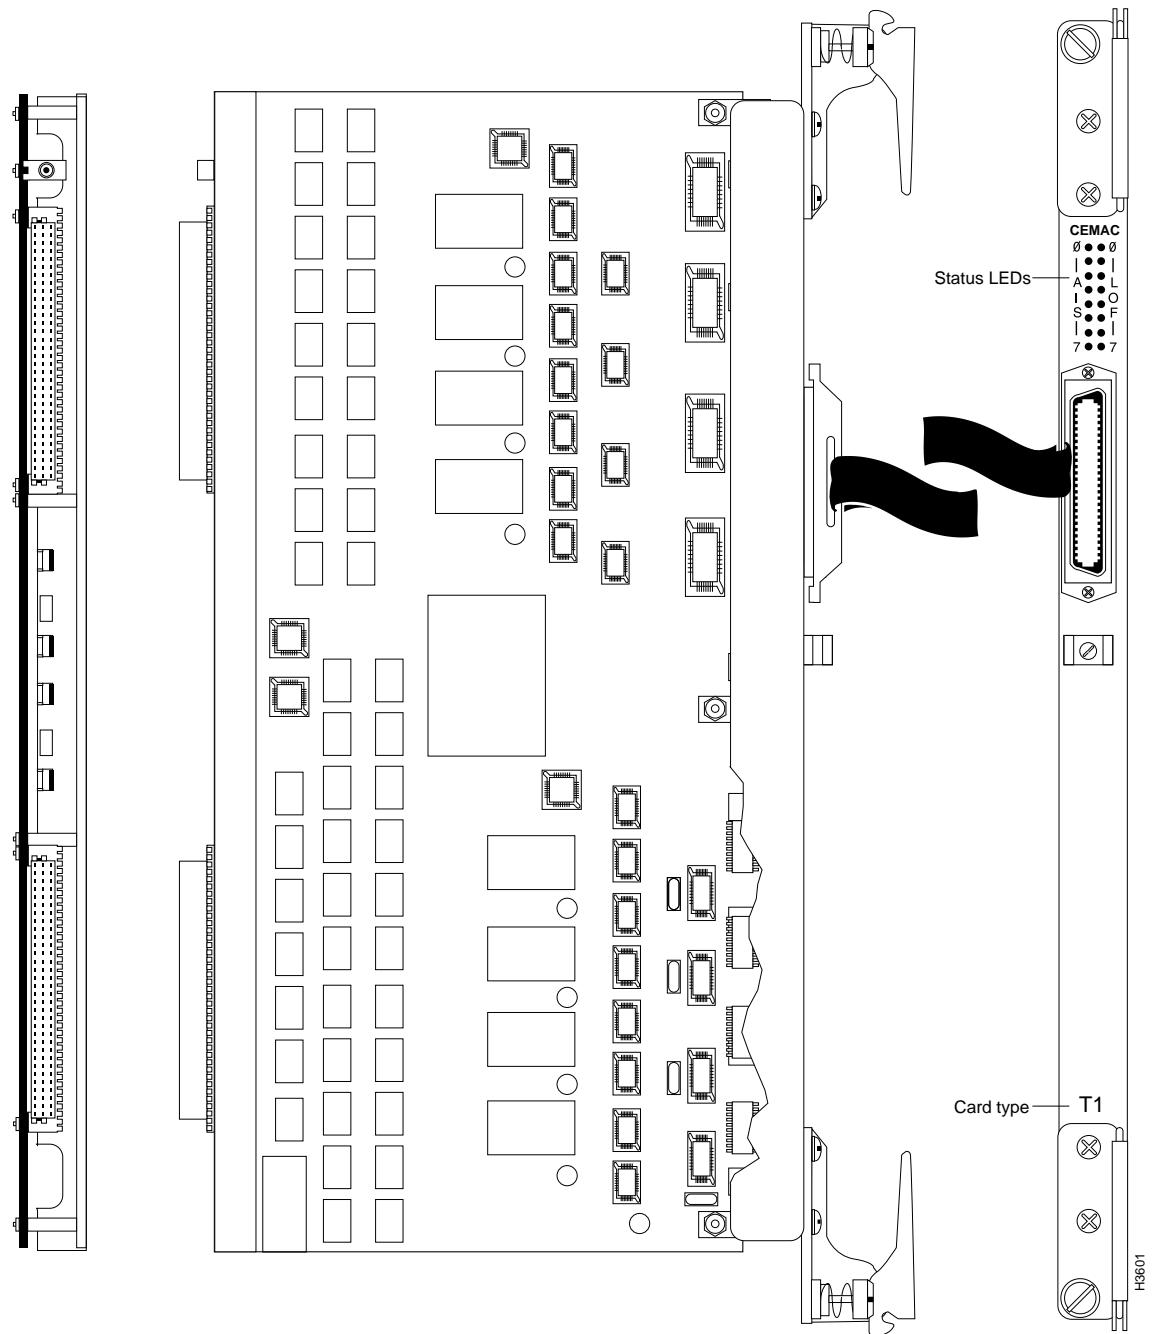 CEMAC
Ø Ø
Status LEDs
A L
I O
S F
7 7
Card type T1
H3601